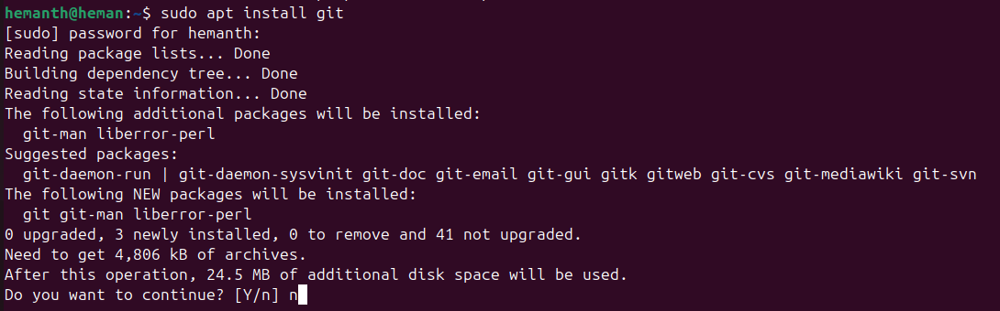 hemanth@heman:~$ sudo apt install git
[sudo] password for hemanth:
Reading package lists... Done
Building dependency tree... Done
Reading state information... Done
The following additional packages will be installed:
  git-man liberror-perl
Suggested packages:
  git-daemon-run | git-daemon-sysvinit git-doc git-email git-gui gitk gitweb git-cvs git-mediawiki git-svn
The following NEW packages will be installed:
  git git-man liberror-perl
0 upgraded, 3 newly installed, 0 to remove and 41 not upgraded.
Need to get 4,806 kB of archives.
After this operation, 24.5 MB of additional disk space will be used.
Do you want to continue? [Y/n] n